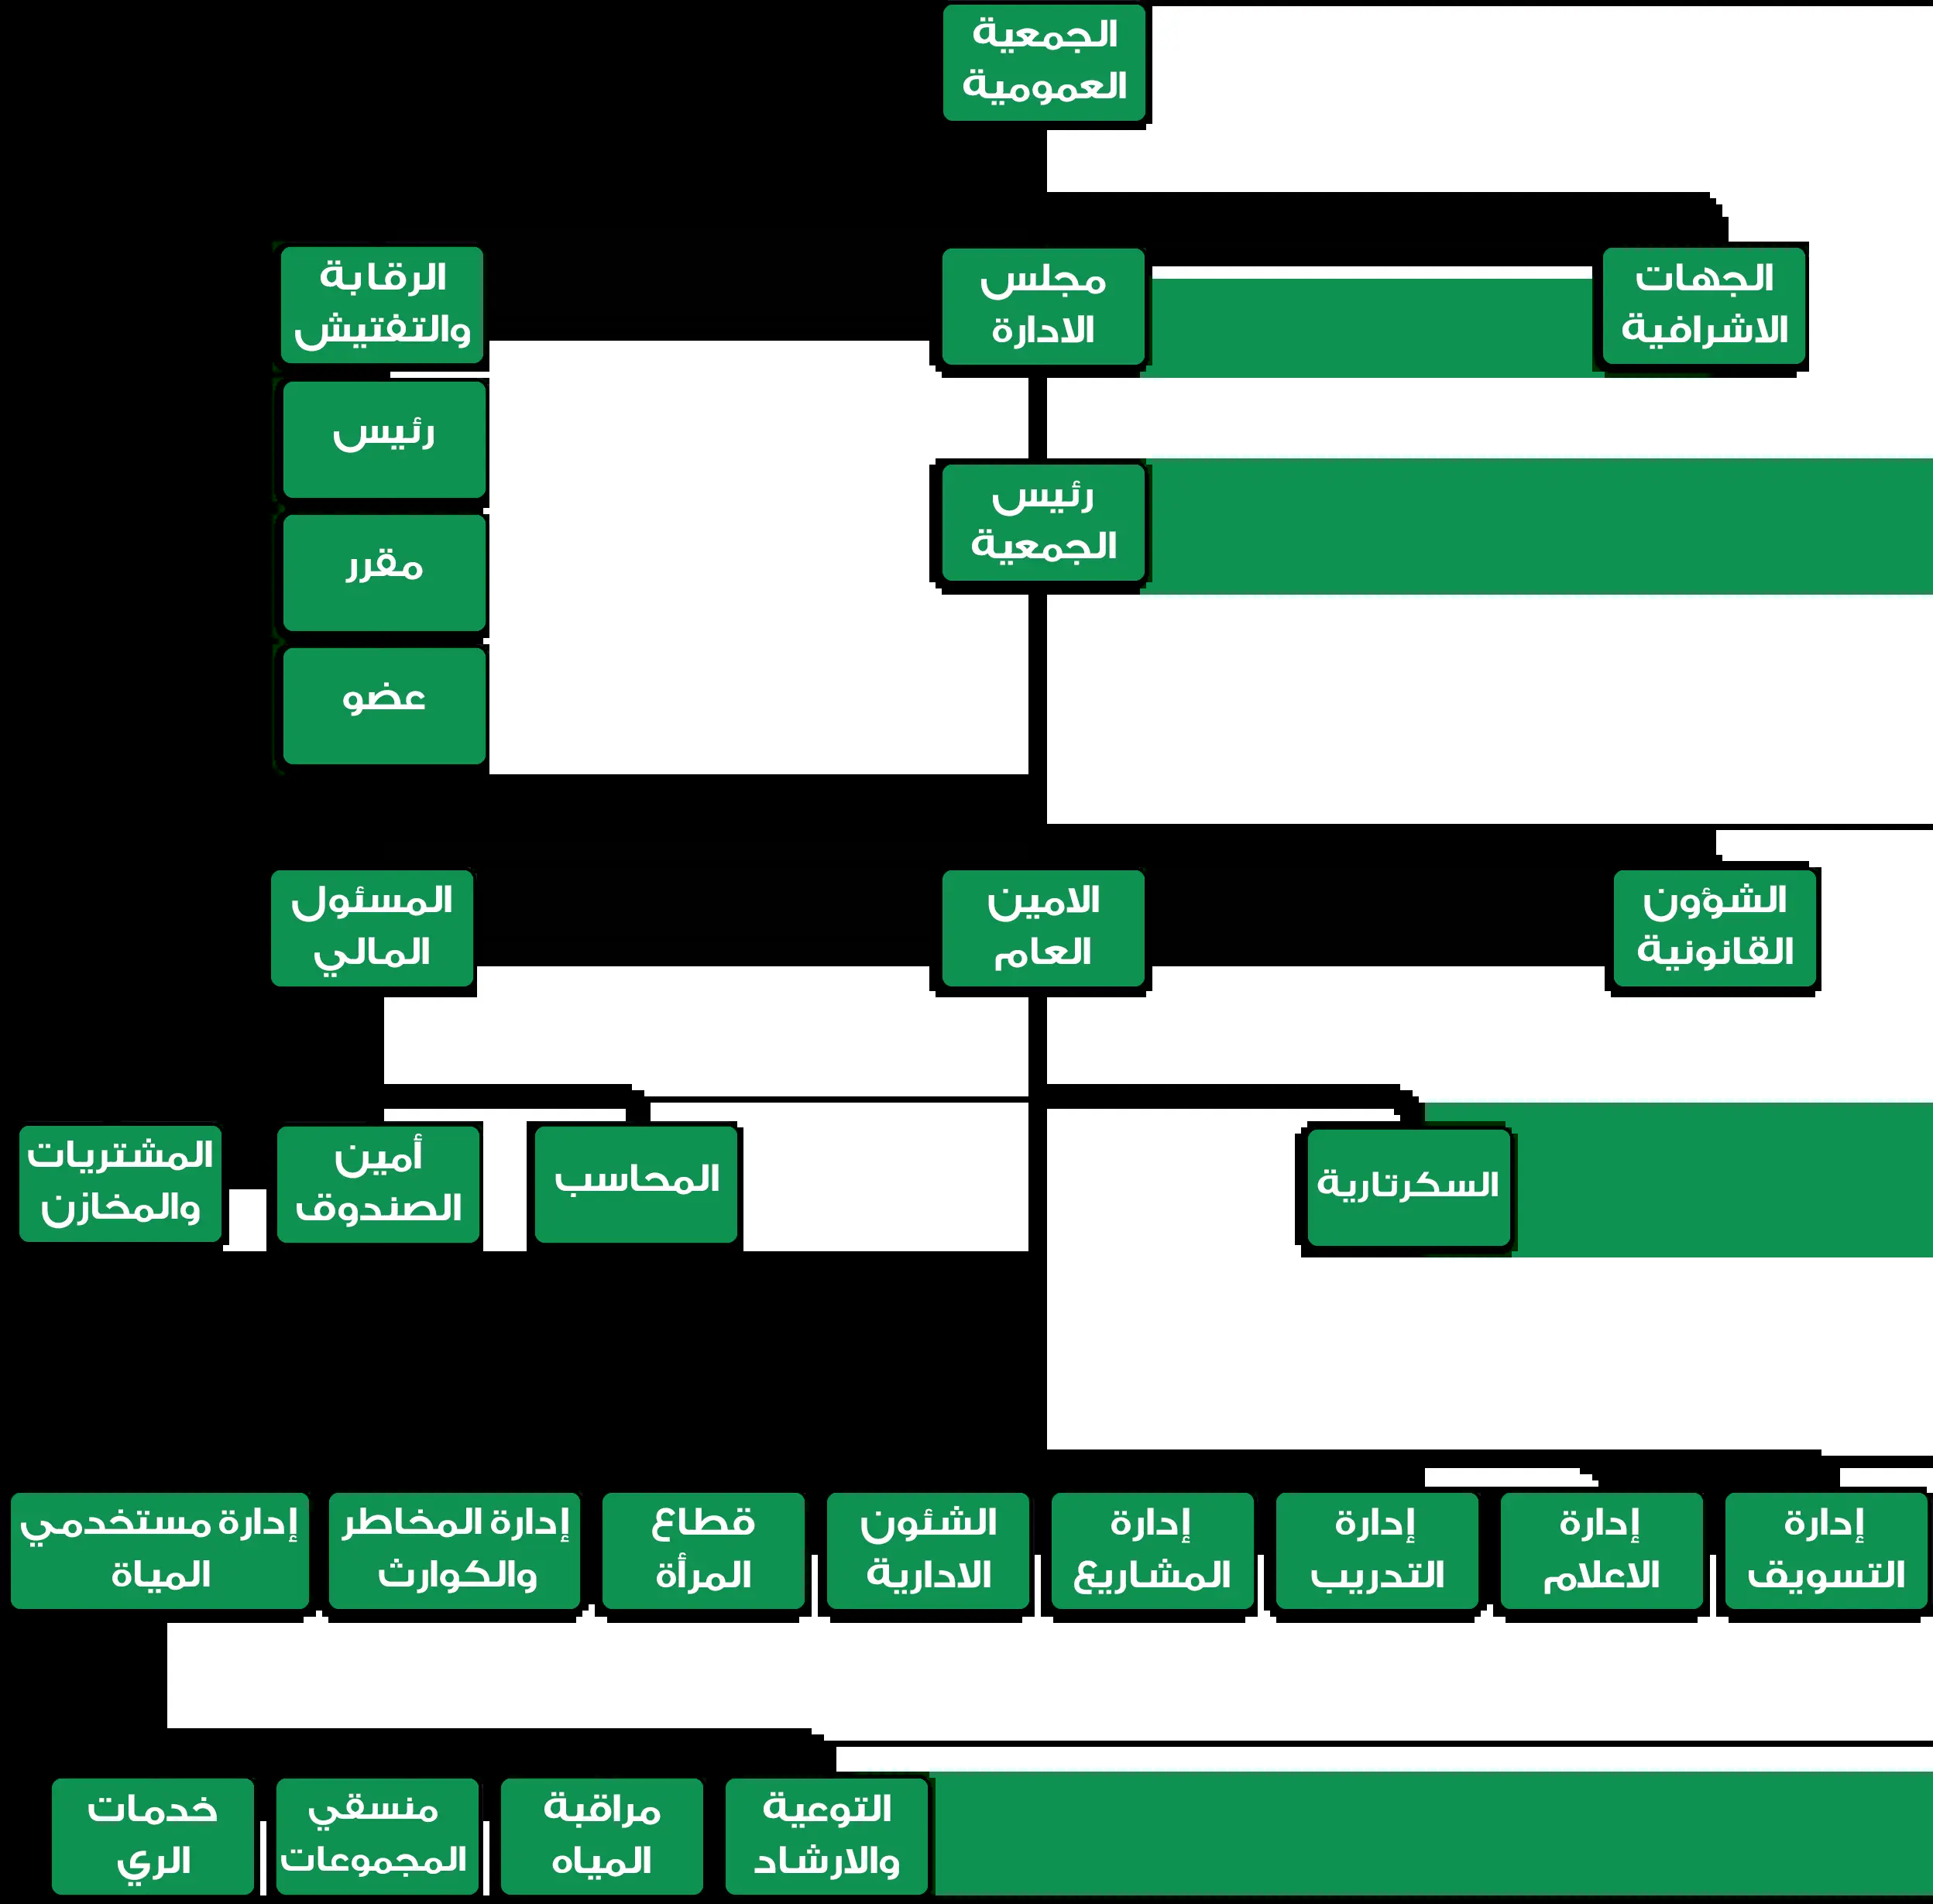 الجمعية
العمومية
الجهات
الاشرافية
مجلس
الادارة
الرقابة
والتفتيش
رئيس
مقرر
عضو
رئيس
الجمعية
الشؤون
القانونية
الامين
العام
المسئول
المالي
السكرتارية
المحاسب
أمين
الصندوق
المشتريات
والمخازن
إدارة
التسويق
إدارة
الاعلام
إدارة
التدريب
إدارة
المشاريع
الشئون
الادارية
قطاع
المرأة
إدارة المخاطر
والكوارث
إدارة مستخدمي
المياة
التوعية
والارشاد
مراقبة
المياه
منسقي
المجموعات
خدمات
الري